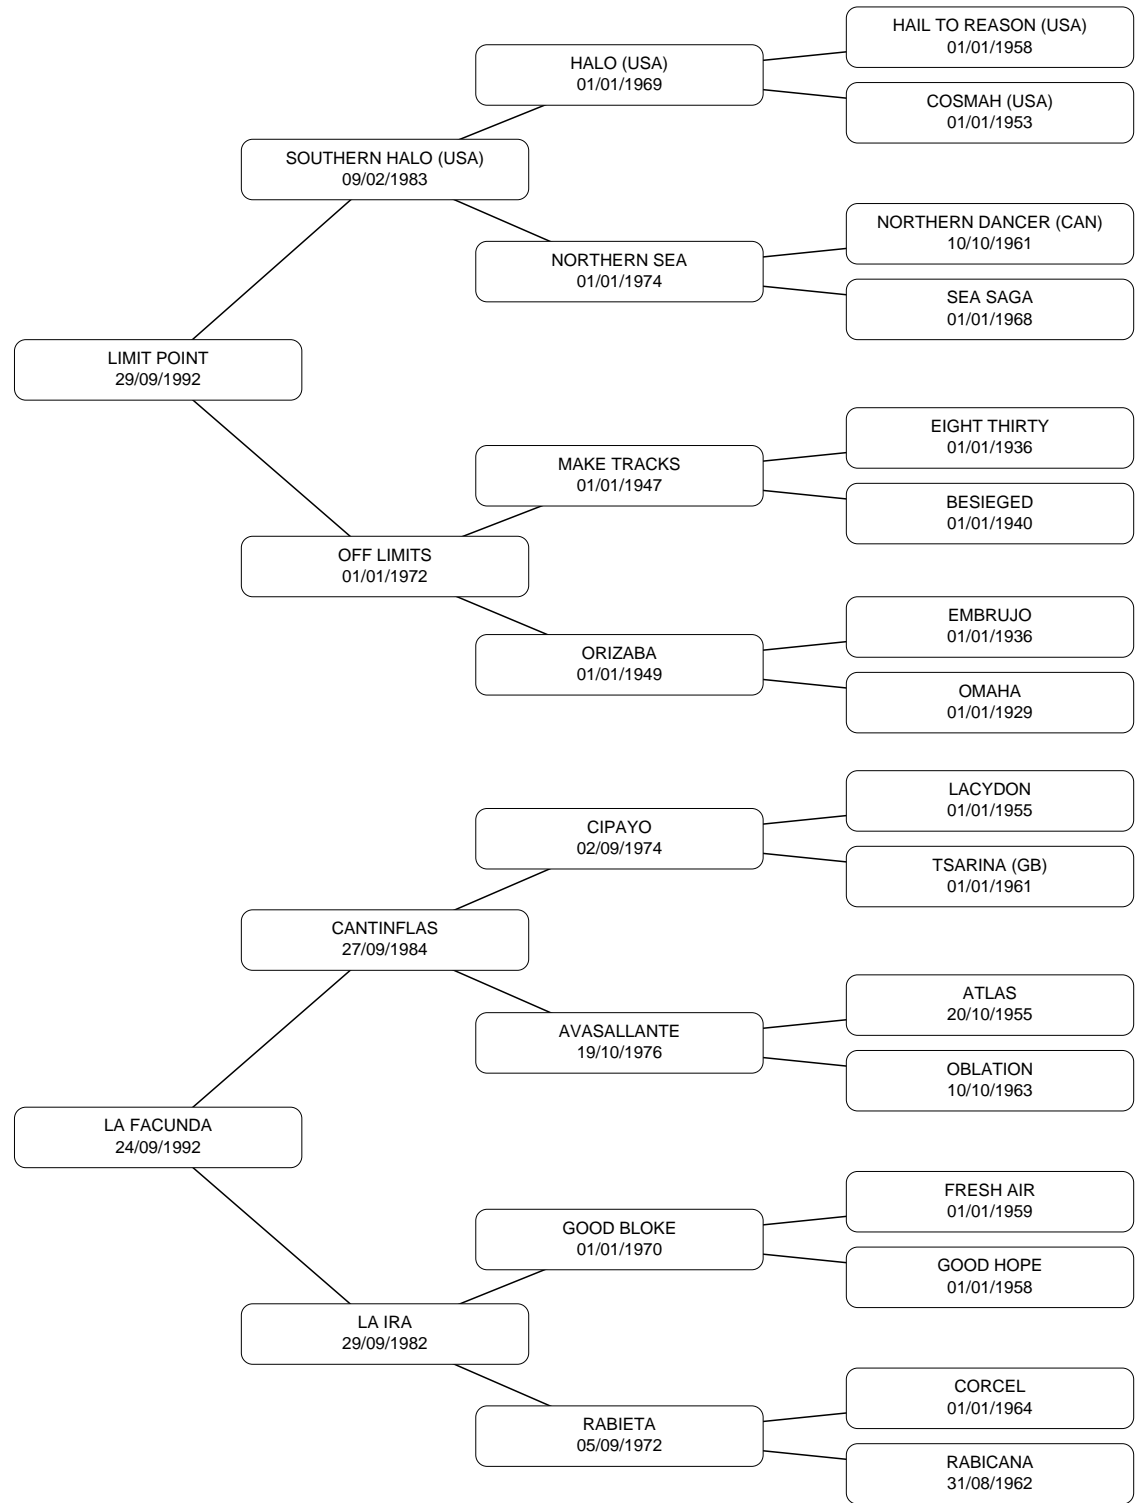 HAIL TO REASON (USA)
01/01/1958
HALO (USA)
01/01/1969
COSMAH (USA)
01/01/1953
SOUTHERN HALO (USA)
09/02/1983
NORTHERN DANCER (CAN)
10/10/1961
NORTHERN SEA
01/01/1974
SEA SAGA
01/01/1968
LIMIT POINT
29/09/1992
EIGHT THIRTY
01/01/1936
MAKE TRACKS
01/01/1947
BESIEGED
01/01/1940
OFF LIMITS
01/01/1972
EMBRUJO
01/01/1936
ORIZABA
01/01/1949
OMAHA
01/01/1929
LACYDON
01/01/1955
CIPAYO
02/09/1974
TSARINA (GB)
01/01/1961
CANTINFLAS
27/09/1984
ATLAS
20/10/1955
AVASALLANTE
19/10/1976
OBLATION
10/10/1963
LA FACUNDA
24/09/1992
FRESH AIR
01/01/1959
GOOD BLOKE
01/01/1970
GOOD HOPE
01/01/1958
LA IRA
29/09/1982
CORCEL
01/01/1964
RABIETA
05/09/1972
RABICANA
31/08/1962